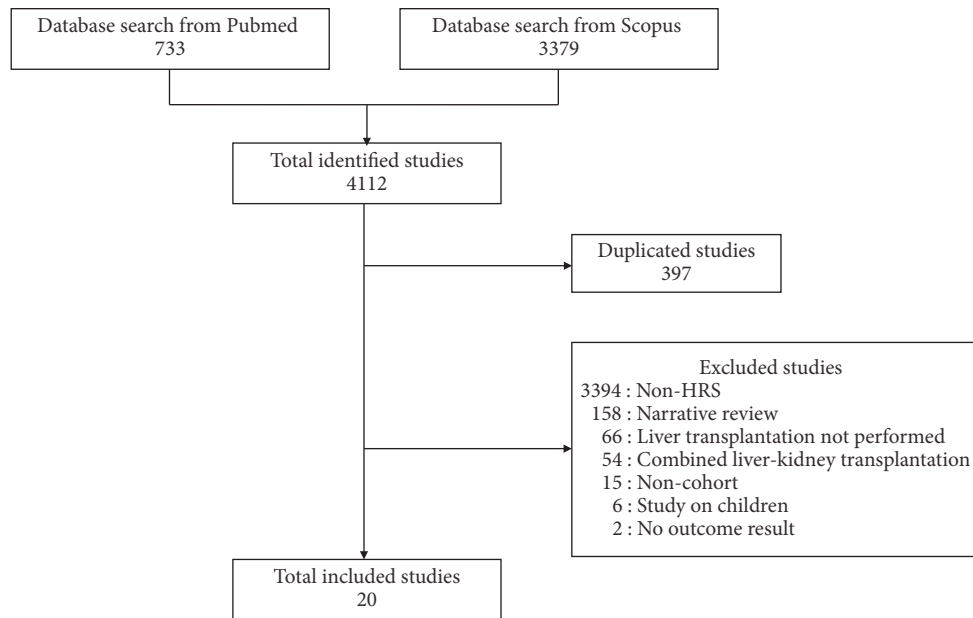 Database search from Pubmed
733
Database search from Scopus
3379
Total identified studies
4112
Duplicated studies
397
Excluded studies
3394 : Non-HRS
158 : Narrative review
66 : Liver transplantation not performed
54 : Combined liver-kidney transplantation
15 : Non-cohort
6 : Study on children
2 : No outcome result
Total included studies
20